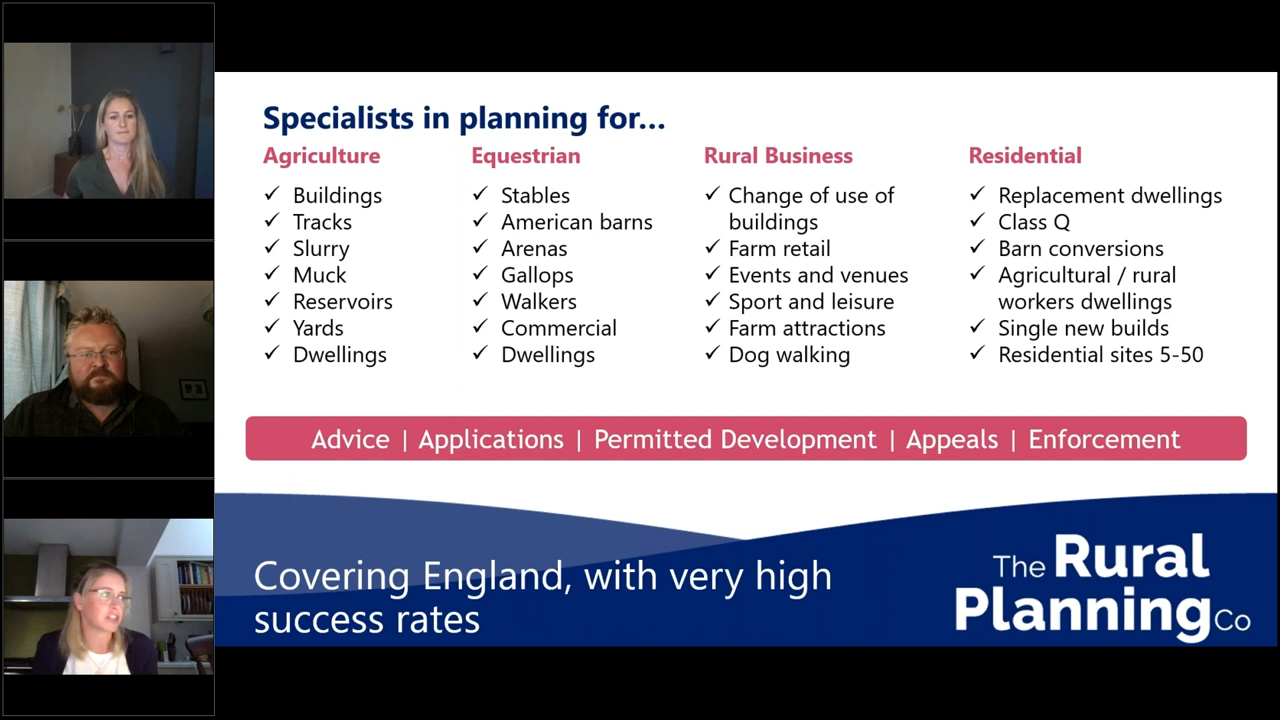 Specialists in planning for...
Agriculture
✓ Buildings
✓ Tracks
✓ Slurry
✓ Muck
✓ Reservoirs
✓ Yards
✓ Dwellings
Equestrian
✓ Stables
✓ American barns
✓ Arenas
✓ Gallops
✓ Walkers
✓ Commercial
✓ Dwellings
Rural Business
✓ Change of use of
buildings
✓ Farm retail
✓ Events and venues
✓ Sport and leisure
✓ Farm attractions
✓ Dog walking
Residential
✓ Replacement dwellings
✓ Class Q
✓ Barn conversions
✓ Agricultural / rural
workers dwellings
✓ Single new builds
✓ Residential sites 5-50
Advice | Applications | Permitted Development | Appeals | Enforcement
Covering England, with very high
success rates
The Rural
Planning Co